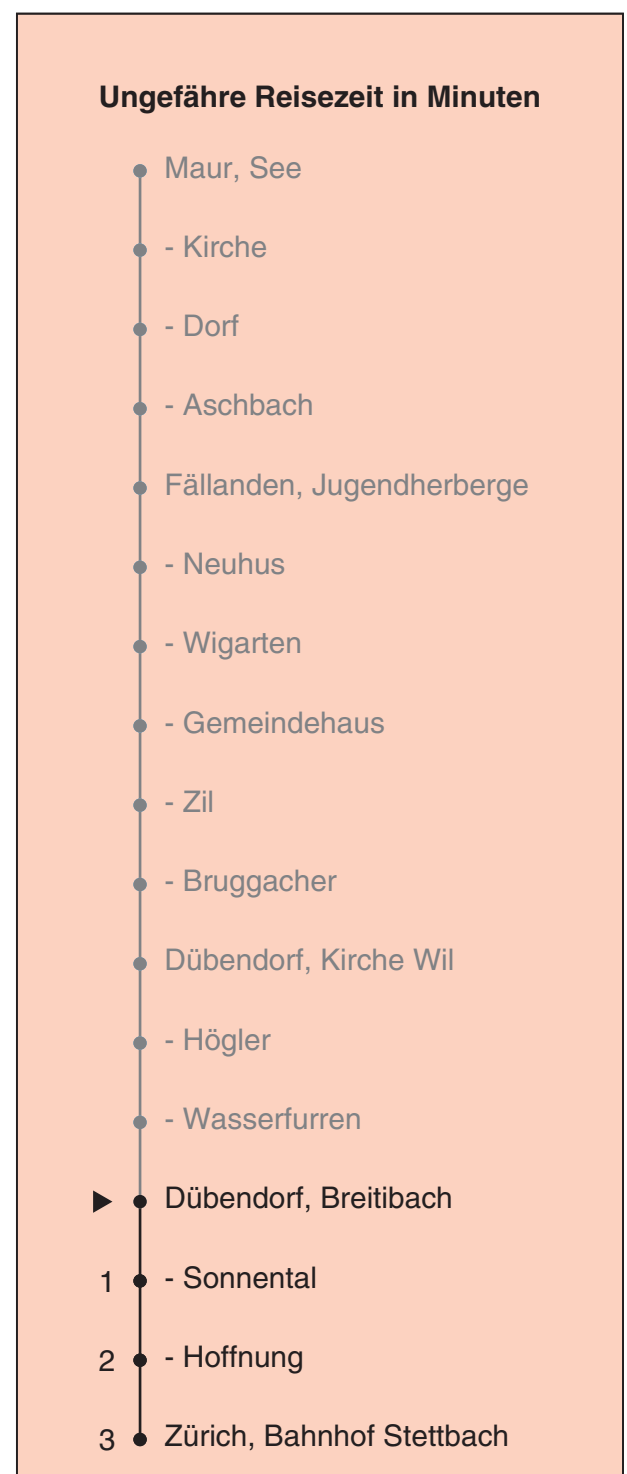 Ungefähre Reisezeit in Minuten
Maur, See
- Kirche
- Dorf
- Aschbach
Fällanden, Jugendherberge
- Neuhus
- Wigarten
- Gemeindehaus
- Zil
- Bruggacher
Dübendorf, Kirche Wil
- Högler
- Wasserfurren
Dübendorf, Breitibach
1 - Sonnental
2 - Hoffnung
3 Zürich, Bahnhof Stettbach